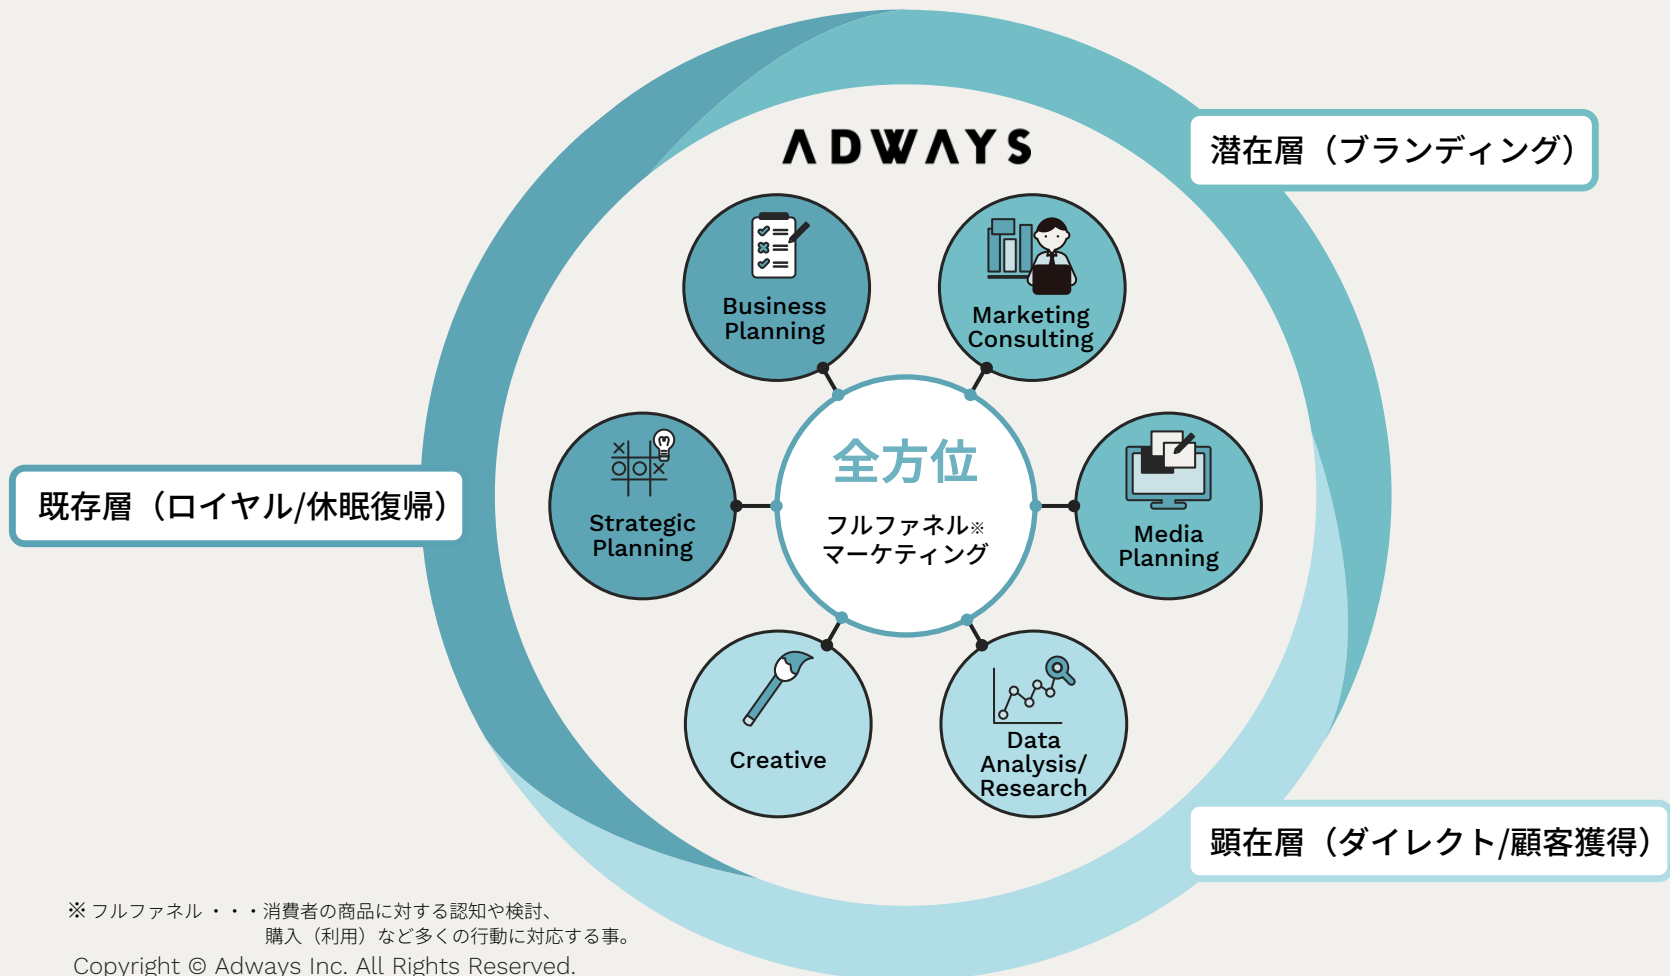 ADWAYS
潜在層（ブランディング）
Business
Planning
Marketing
Consulting
全方位
フルファネル※
マーケティング
既存層（ロイヤル/休眠復帰）
Strategic
Planning
Media
Planning
Creative
Data
Analysis/
Research
顕在層（ダイレクト/顧客獲得）
※ フルファネル ・・・消費者の商品に対する認知や検討、
購入（利用）など多くの行動に対応する事。
Copyright © Adways Inc. All Rights Reserved.